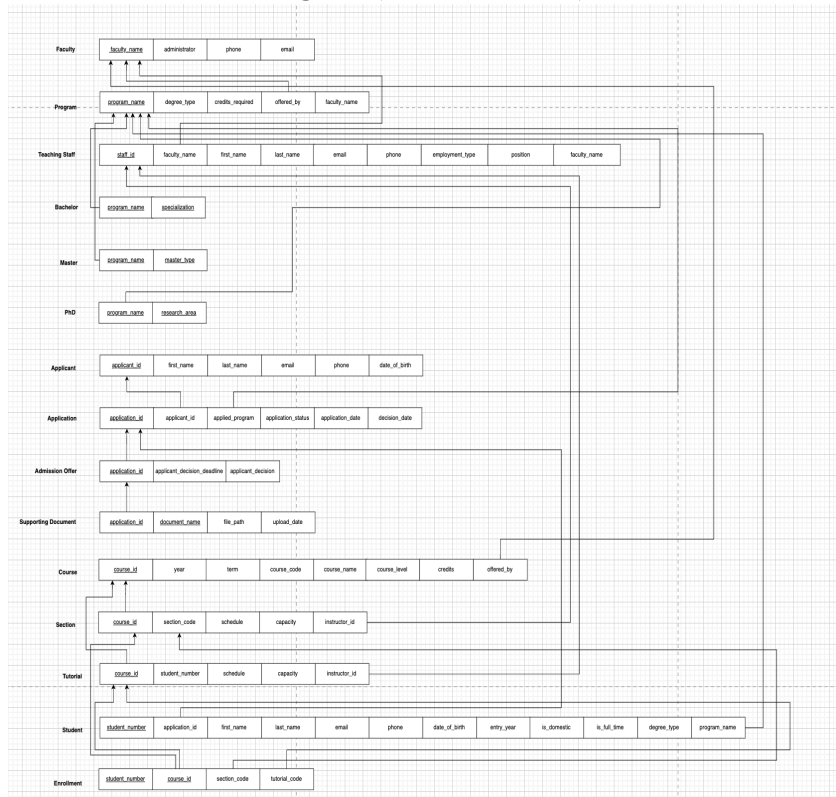 Faculty faculty_name administrator phone email
Program program_name degree_type credits_required offered_by faculty_name
Teaching Staff staff_id faculty_name first_name last_name email phone employment_type position faculty_name
Bachelor program_name specialization
Master program_name master_type
PhD program_name research_area
Applicant applicant_id first_name last_name email phone date_of_birth
Application application_id applicant_id applied_program application_status application_date decision_date
Admission Offer application_id applicant_decision_deadline applicant_decision
Supporting Document application_id document_name file_path upload_date
Course course_id year term course_code course_name course_level credits offered_by
Section course_id section_code schedule capacity instructor_id
Tutorial course_id student_number schedule capacity instructor_id
Student student_number application_id first_name last_name email phone date_of_birth entry_year is_domestic is_full_time degree_type program_name
Enrollment student_number course_id section_code tutorial_code